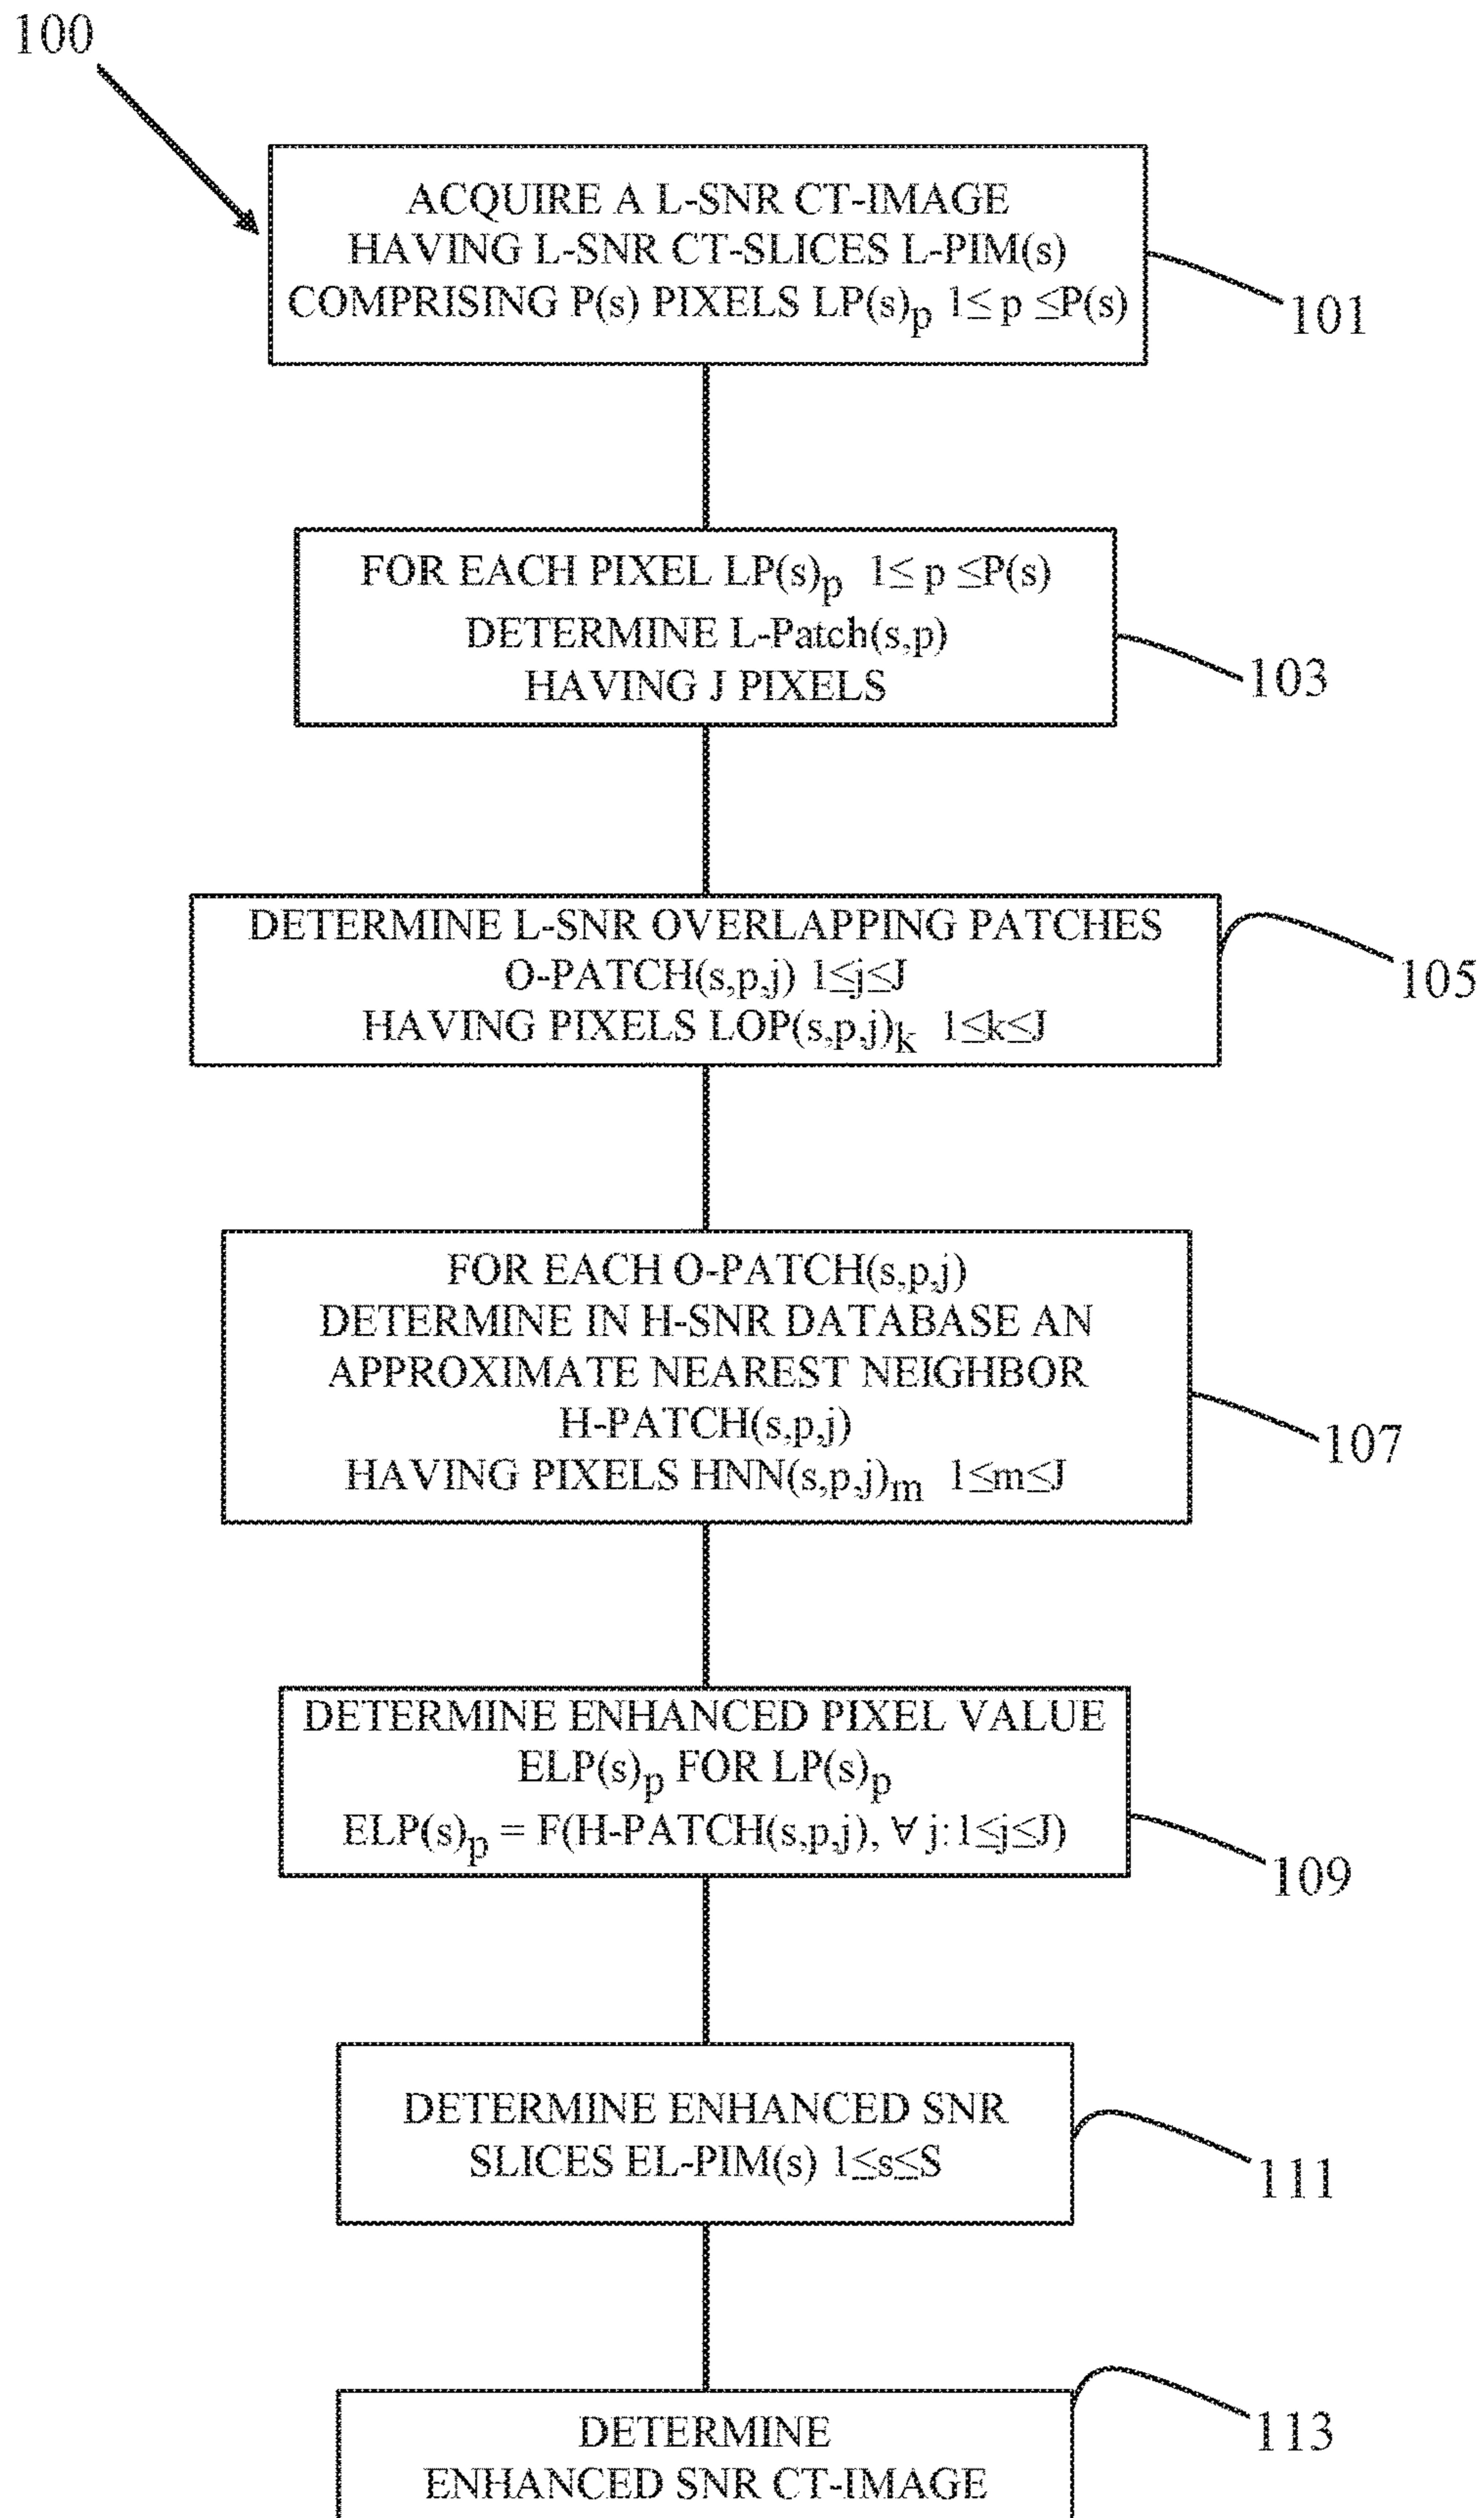 100
ACQUIRE A L-SNR CT-IMAGE
HAVING L-SNR CT-SLICES L-PIM(s)
COMPRISING P(s) PIXELS LP(s)p 1≤ p ≤P(s)
101
FOR EACH PIXEL LP(s)p 1≤ p ≤P(s)
DETERMINE L-Patch(s,p)
HAVING J PIXELS
103
DETERMINE L-SNR OVERLAPPING PATCHES
O-PATCH(s,p,j) 1≤j≤J
HAVING PIXELS LOP(s,p,j)k 1≤k≤J
105
FOR EACH O-PATCH(s,p,j)
DETERMINE IN H-SNR DATABASE AN
APPROXIMATE NEAREST NEIGHBOR
H-PATCH(s,p,j)
HAVING PIXELS HNN(s,p,j)m 1≤m≤J
107
DETERMINE ENHANCED PIXEL VALUE
ELP(s)p FOR LP(s)p
ELP(s)p = F(H-PATCH(s,p,j), ∀ j:1≤j≤J)
109
DETERMINE ENHANCED SNR
SLICES EL-PIM(s) 1≤s≤S
111
DETERMINE
ENHANCED SNR CT-IMAGE
113